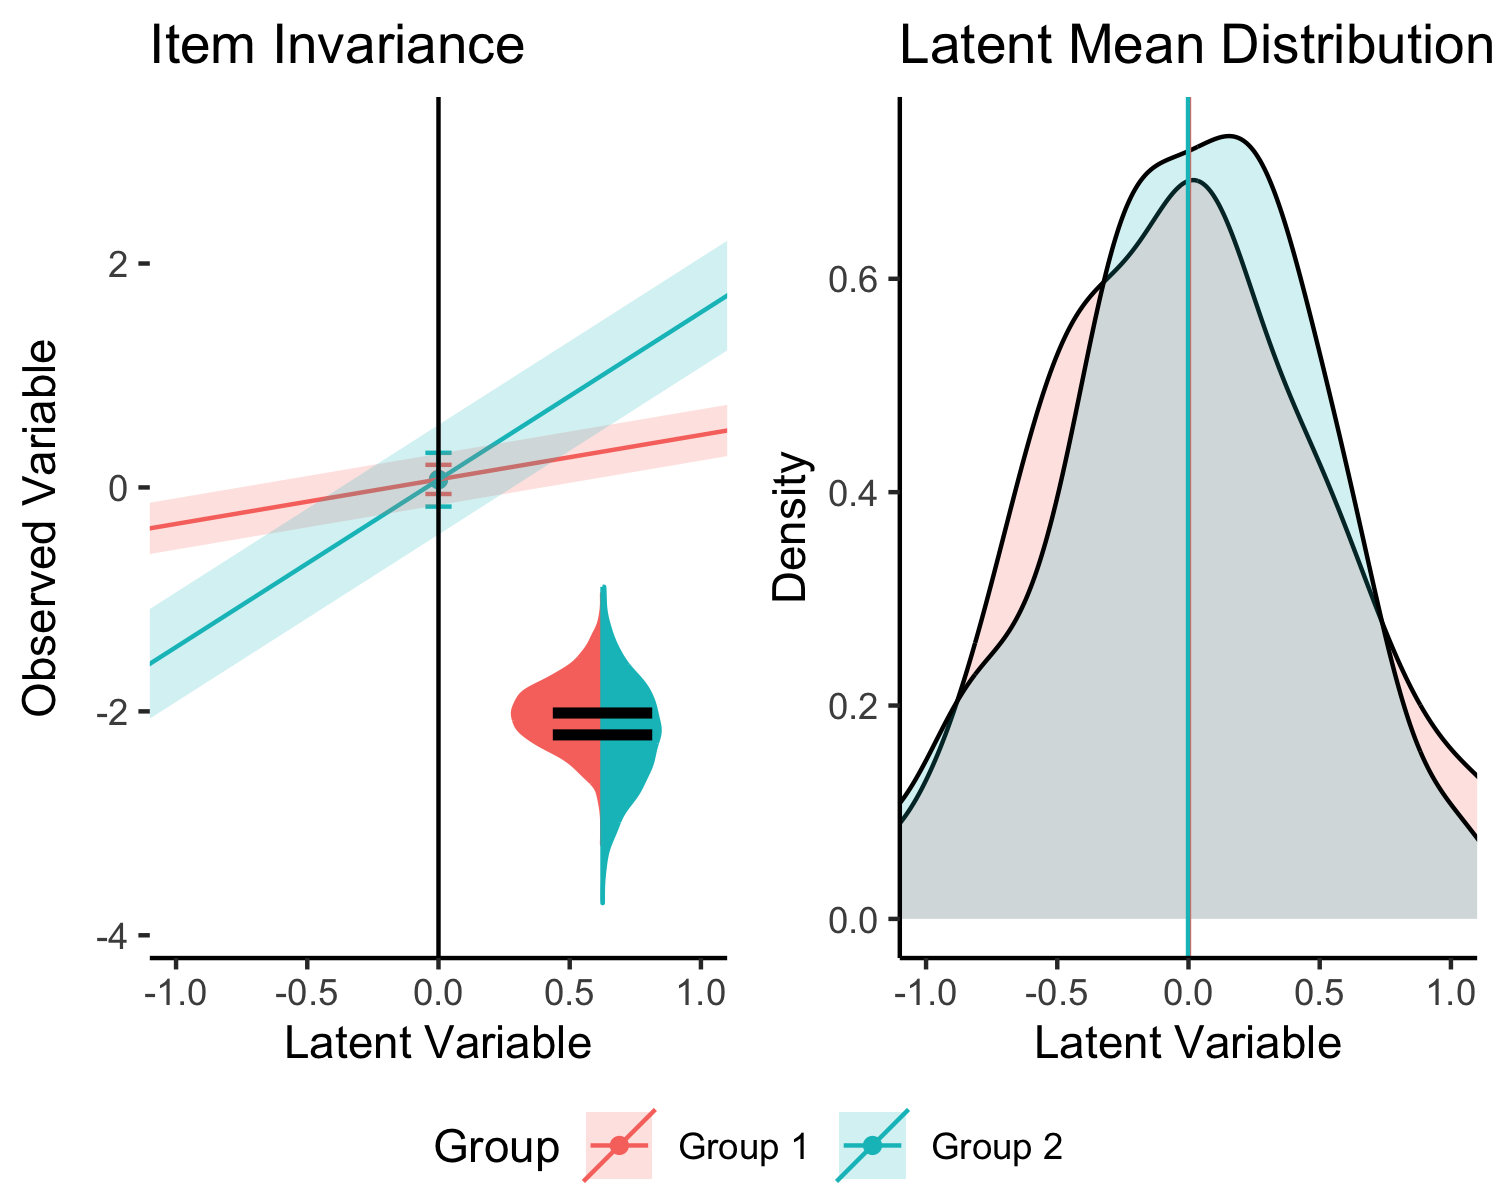 Item Invariance
Observed Variable
2
0
-2
-4
-1.0 -0.5 0.0 0.5 1.0
Latent Variable
Latent Mean Distribution
Density
0.6
0.4
0.2
0.0
-1.0 -0.5 0.0 0.5 1.0
Latent Variable
Group Group 1 Group 2